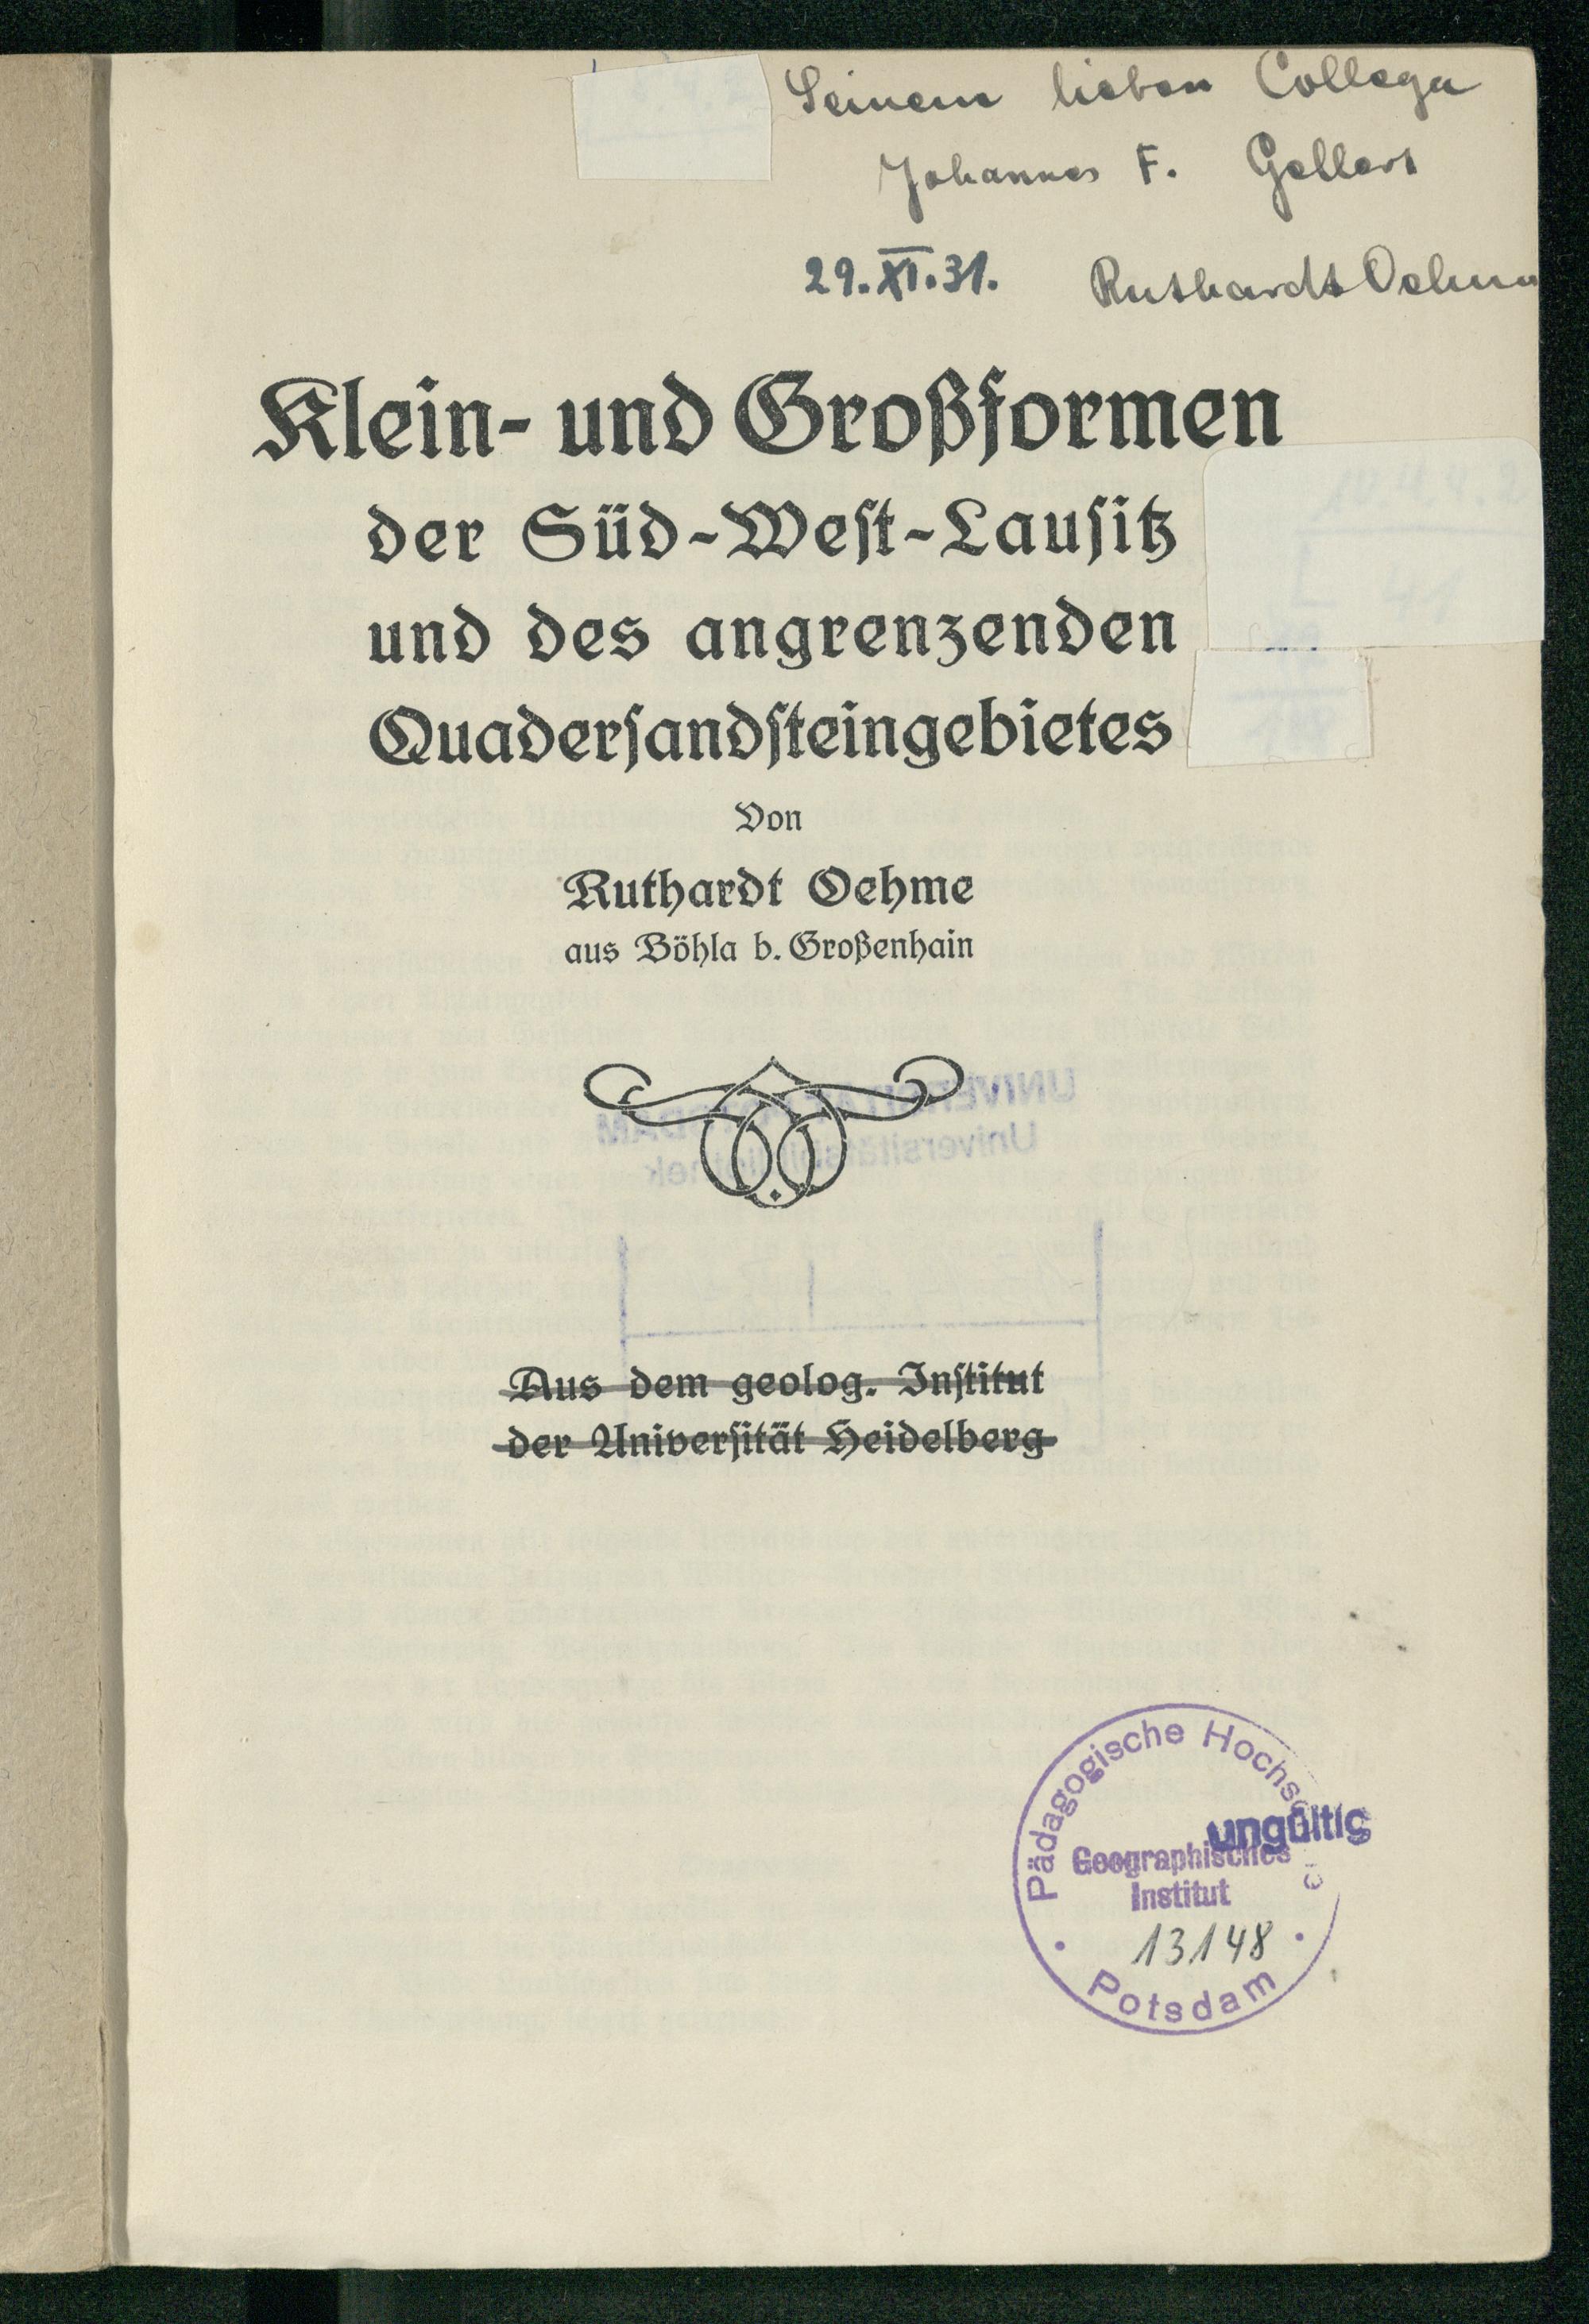 Seinem lieben Collega
Johannes F. Gellert
29.XI.31. Ruthardt Oehme
Klein- und Großformen
der Süd-West-Lausitz
und des angrenzenden
Quadersandsteingebietes
Von
Ruthardt Oehme
aus Böhla b. Großenhain
UNIVERSITÄT POTSDAM
Universitätsbibliothek
Aus dem geolog. Institut
der Universität Heidelberg
Pädagogische Hochsc
ungültig
Geographisches
Institut
13148
Potsdam